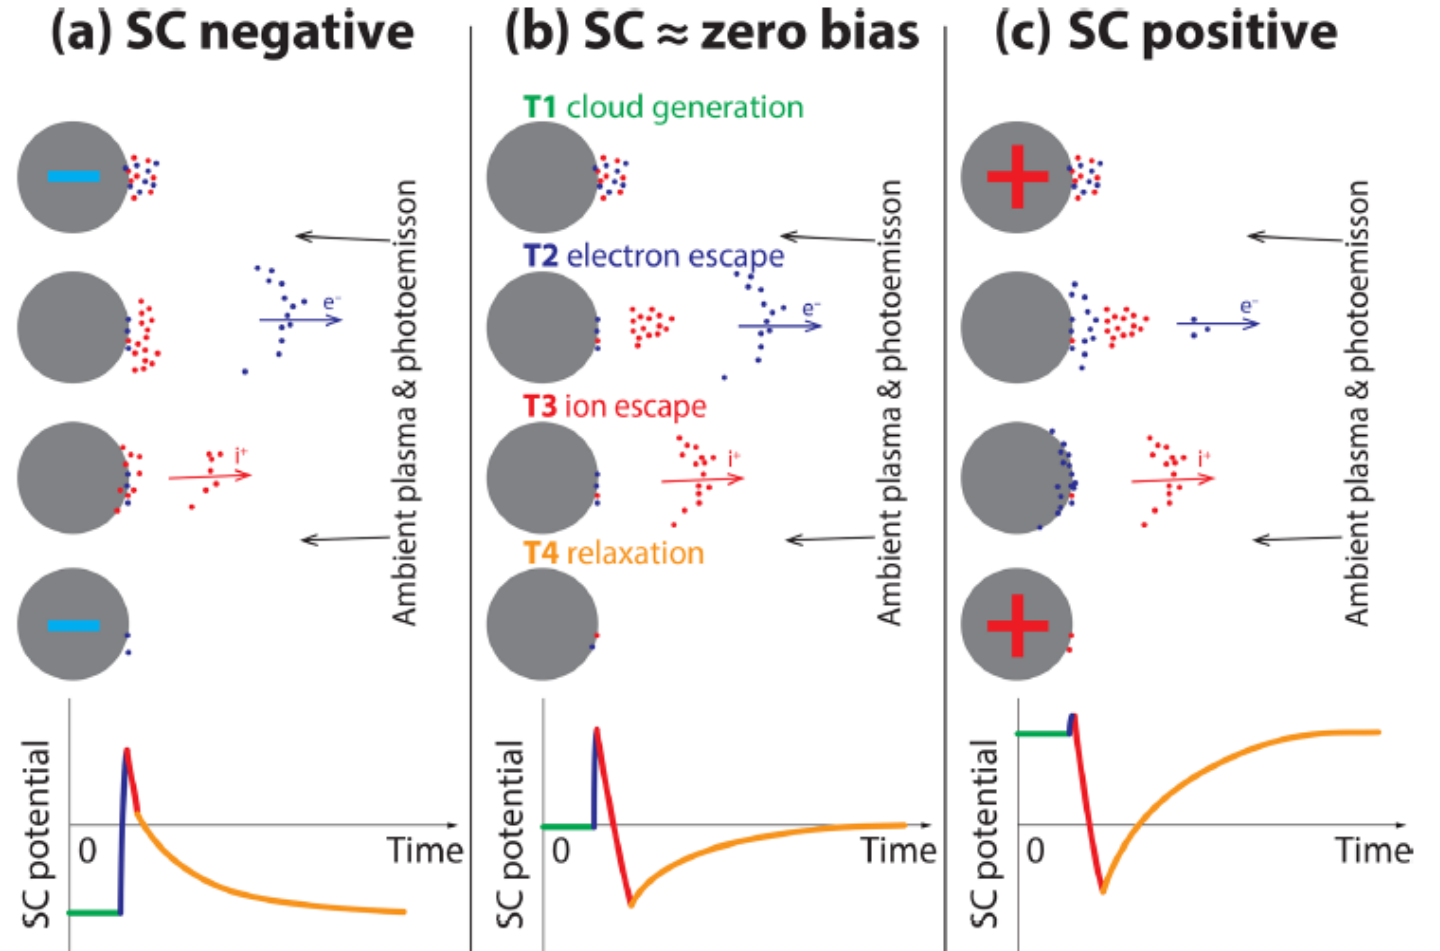 (a) SC negative
(b) SC ≈ zero bias
(c) SC positive
T1 cloud generation
T2 electron escape
T3 ion escape
T4 relaxation
e⁻
i⁺
Ambient plasma & photoemisson
e⁻
i⁺
Ambient plasma & photoemisson
e⁻
i⁺
Ambient plasma & photoemisson
SC potential
0
Time
SC potential
0
Time
SC potential
0
Time